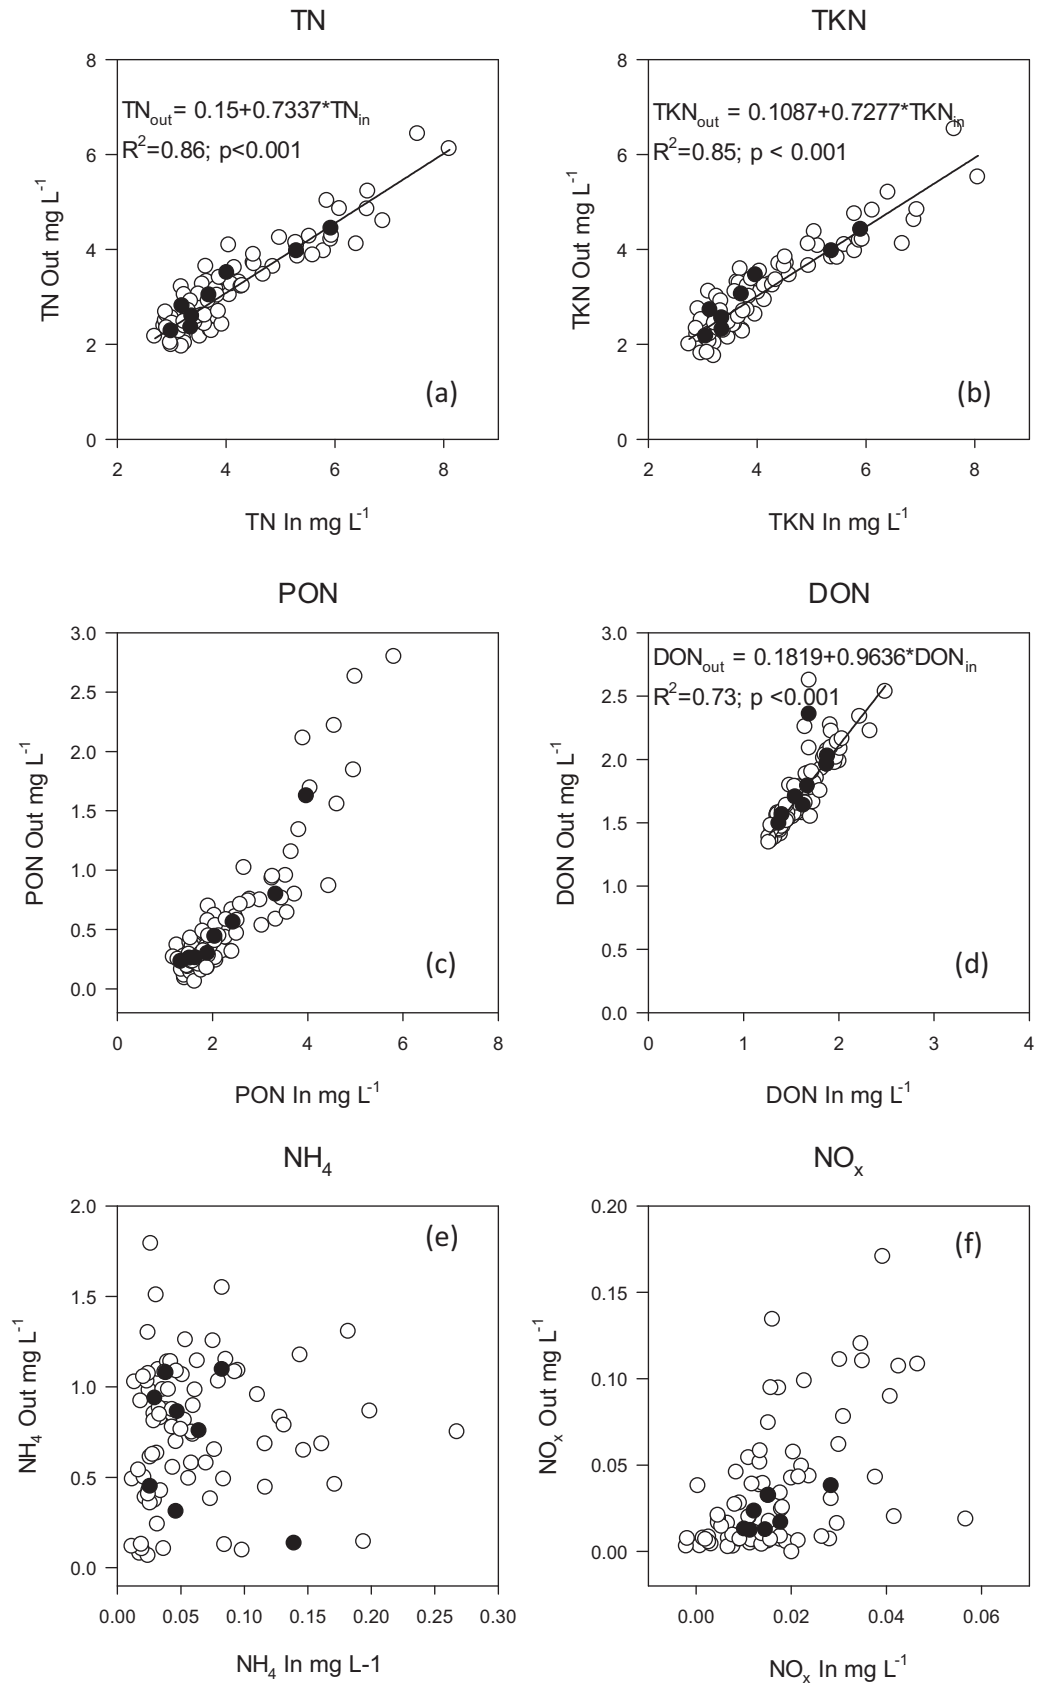 TN
TKN
8
6
4
2
0
TN Out mg L-1
TNout= 0.15+0.7337*TNin
R2=0.86; p<0.001
(a)
2 4 6 8
TN In mg L-1
8
6
4
2
0
TKN Out mg L-1
TKNout = 0.1087+0.7277*TKNin
R2=0.85; p < 0.001
(b)
2 4 6 8
TKN In mg L-1
PON
DON
3.0
2.5
2.0
1.5
1.0
0.5
0.0
PON Out mg L-1
(c)
0 2 4 6 8
PON In mg L-1
3.0
2.5
2.0
1.5
1.0
0.5
0.0
DON Out mg L-1
DONout = 0.1819+0.9636*DONin
R2=0.73; p <0.001
(d)
0 1 2 3 4
DON In mg L-1
NH4
NOx
2.0
1.5
1.0
0.5
0.0
NH4 Out mg L-1
(e)
0.00 0.05 0.10 0.15 0.20 0.25 0.30
NH4 In mg L-1
0.20
0.15
0.10
0.05
0.00
NOx Out mg L-1
(f)
0.00 0.02 0.04 0.06
NOx In mg L-1